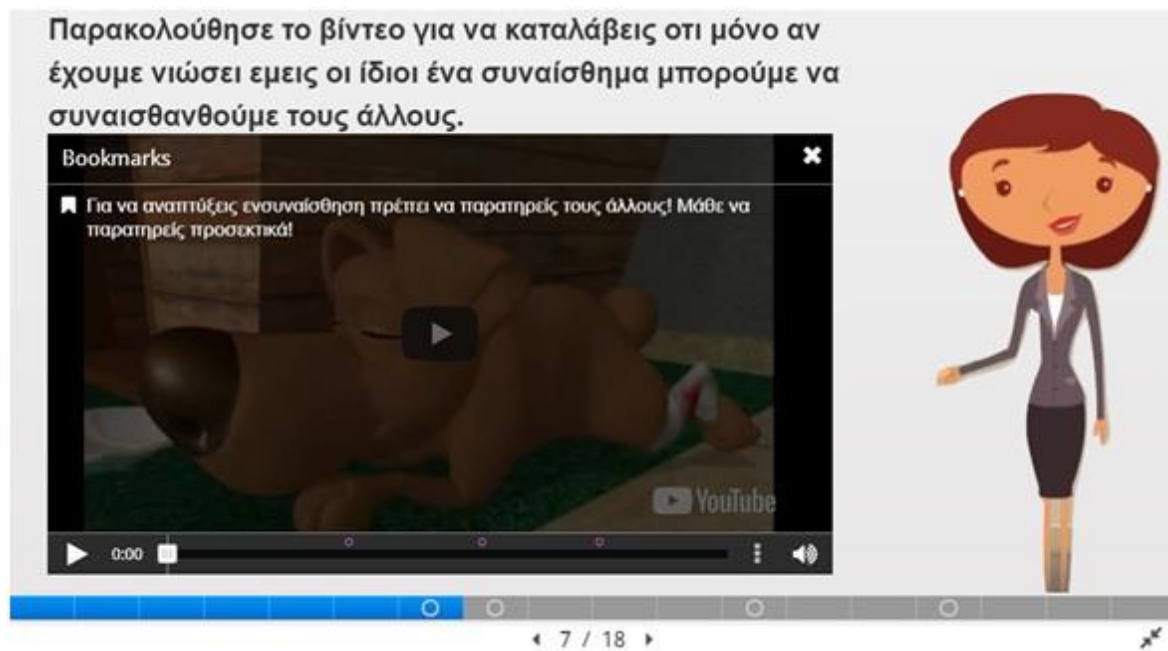 Παρακολούθησε το βίντεο για να καταλάβεις οτι μόνο αν
έχουμε νιώσει εμεις οι ίδιοι ένα συναίσθημα μπορούμε να
συναισθανθούμε τους άλλους.
Bookmarks
Για να αναπτύξεις ενσυναίσθηση πρέπει να παρατηρείς τους άλλους! Μάθε να
παρατηρείς προσεκτικά!
YouTube
0:00
7 / 18